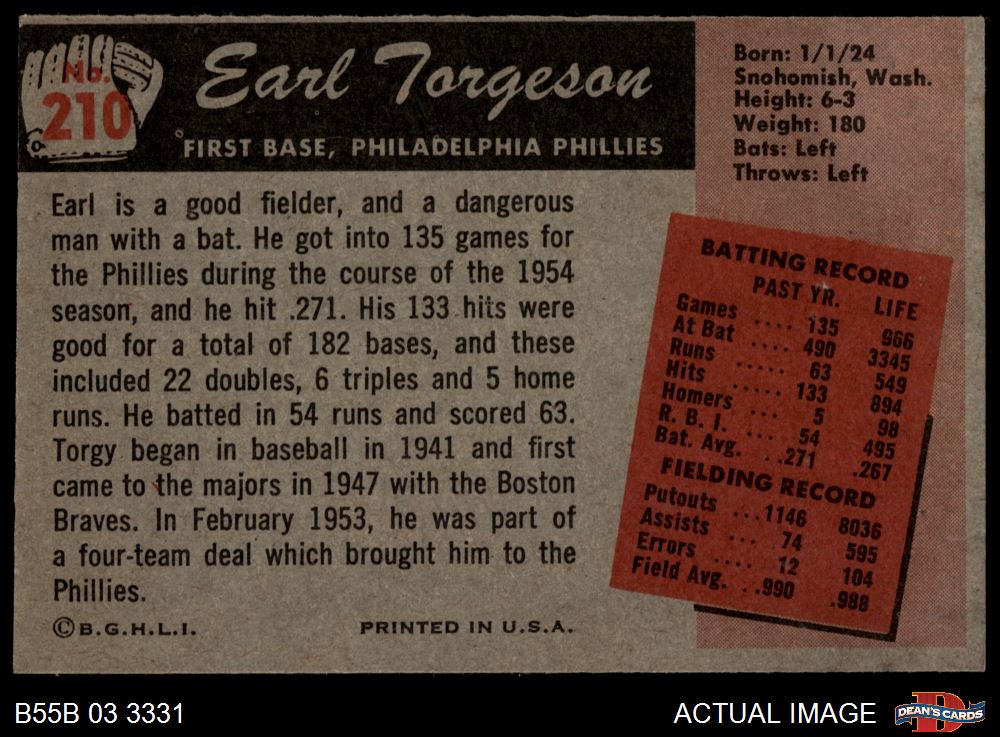 No.
210
Earl Torgeson
FIRST BASE, PHILADELPHIA PHILLIES
Born: 1/1/24
Snohomish, Wash.
Height: 6-3
Weight: 180
Bats: Left
Throws: Left
Earl is a good fielder, and a dangerous
man with a bat. He got into 135 games for
the Phillies during the course of the 1954
season, and he hit .271. His 133 hits were
good for a total of 182 bases, and these
included 22 doubles, 6 triples and 5 home
runs. He batted in 54 runs and scored 63.
Torgy began in baseball in 1941 and first
came to the majors in 1947 with the Boston
Braves. In February 1953, he was part of
a four-team deal which brought him to the
Phillies.
©B.G.H.L.I. PRINTED IN U.S.A.
BATTING RECORD
PAST YR. LIFE
Games .... 135 966
At Bat .... 490 3345
Runs ..... 63 549
Hits ..... 133 894
Homers ... 5 98
R. B. I. ... 54 495
Bat. Avg. ..271 .267
FIELDING RECORD
Putouts ...1146 8036
Assists ... 74 595
Errors .... 12 104
Field Avg. ..990 .988
B55B 03 3331
ACTUAL IMAGE
D
DEAN'S CARDS